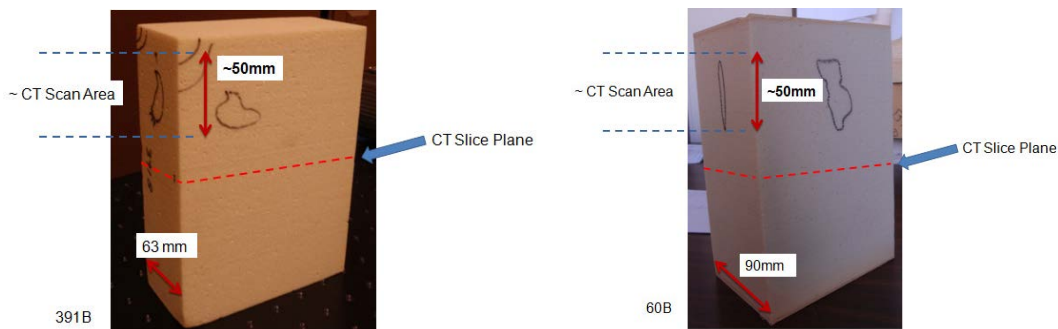 ~50mm
~ CT Scan Area
CT Slice Plane
63 mm
391B
~50mm
~ CT Scan Area
CT Slice Plane
90mm
60B